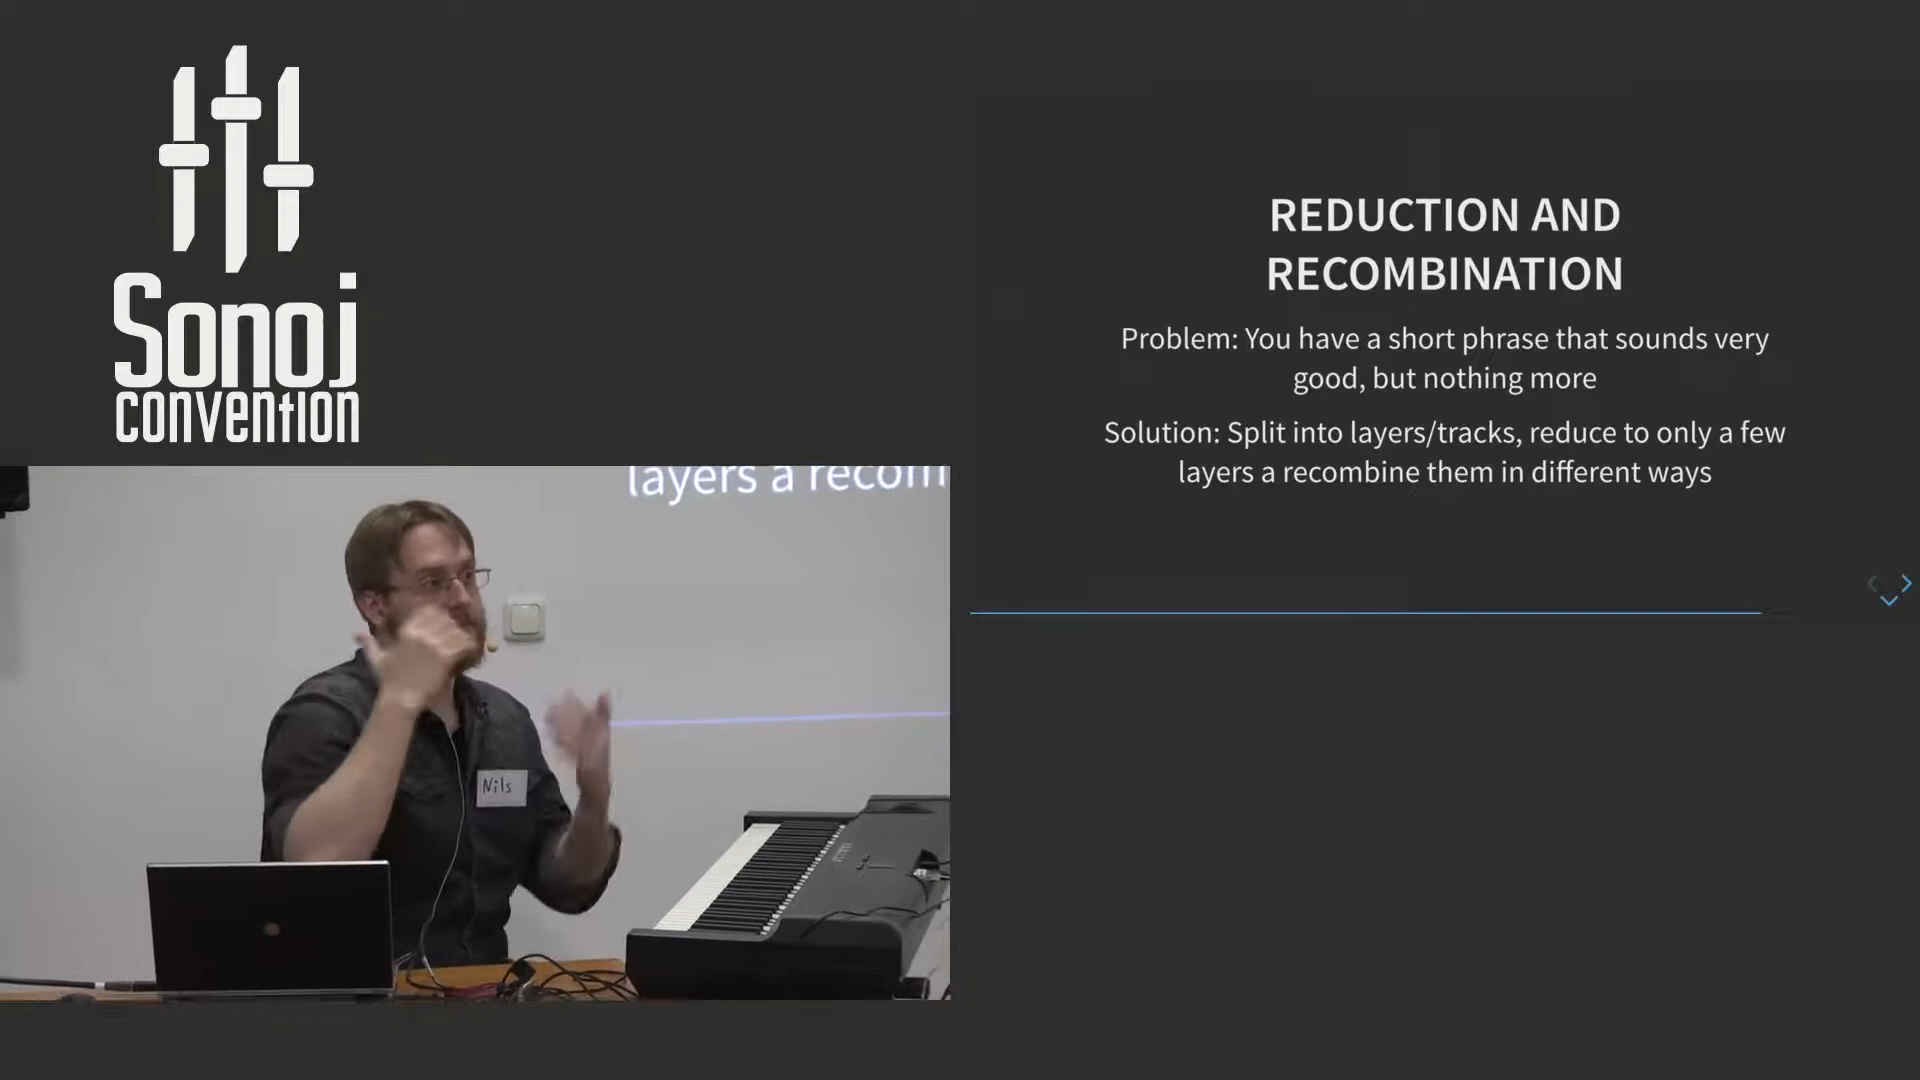 Sonoj
convention
REDUCTION AND
RECOMBINATION
Problem: You have a short phrase that sounds very
good, but nothing more
Solution: Split into layers/tracks, reduce to only a few
layers a recombine them in different ways
layers a recom
Nils